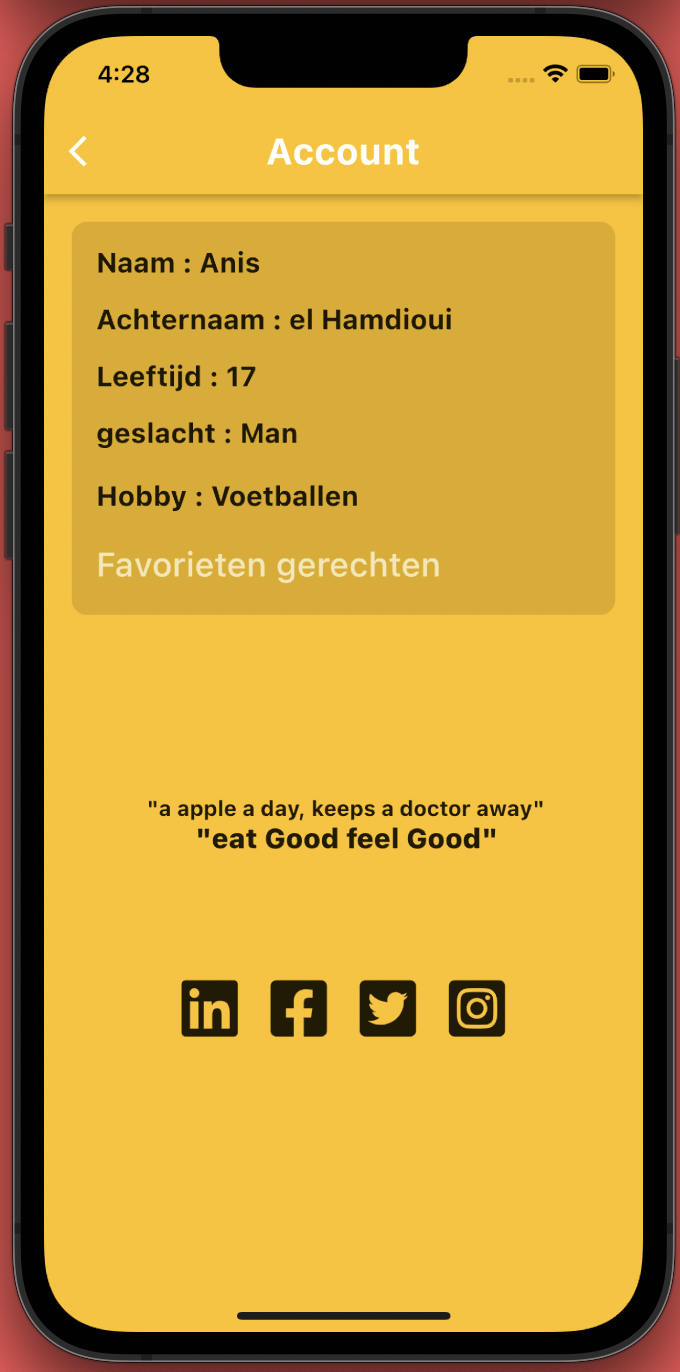 4:28
Account
Naam : Anis
Achternaam : el Hamdioui
Leeftijd : 17
geslacht : Man
Hobby : Voetballen
Favorieten gerechten
"a apple a day, keeps a doctor away"
"eat Good feel Good"
in